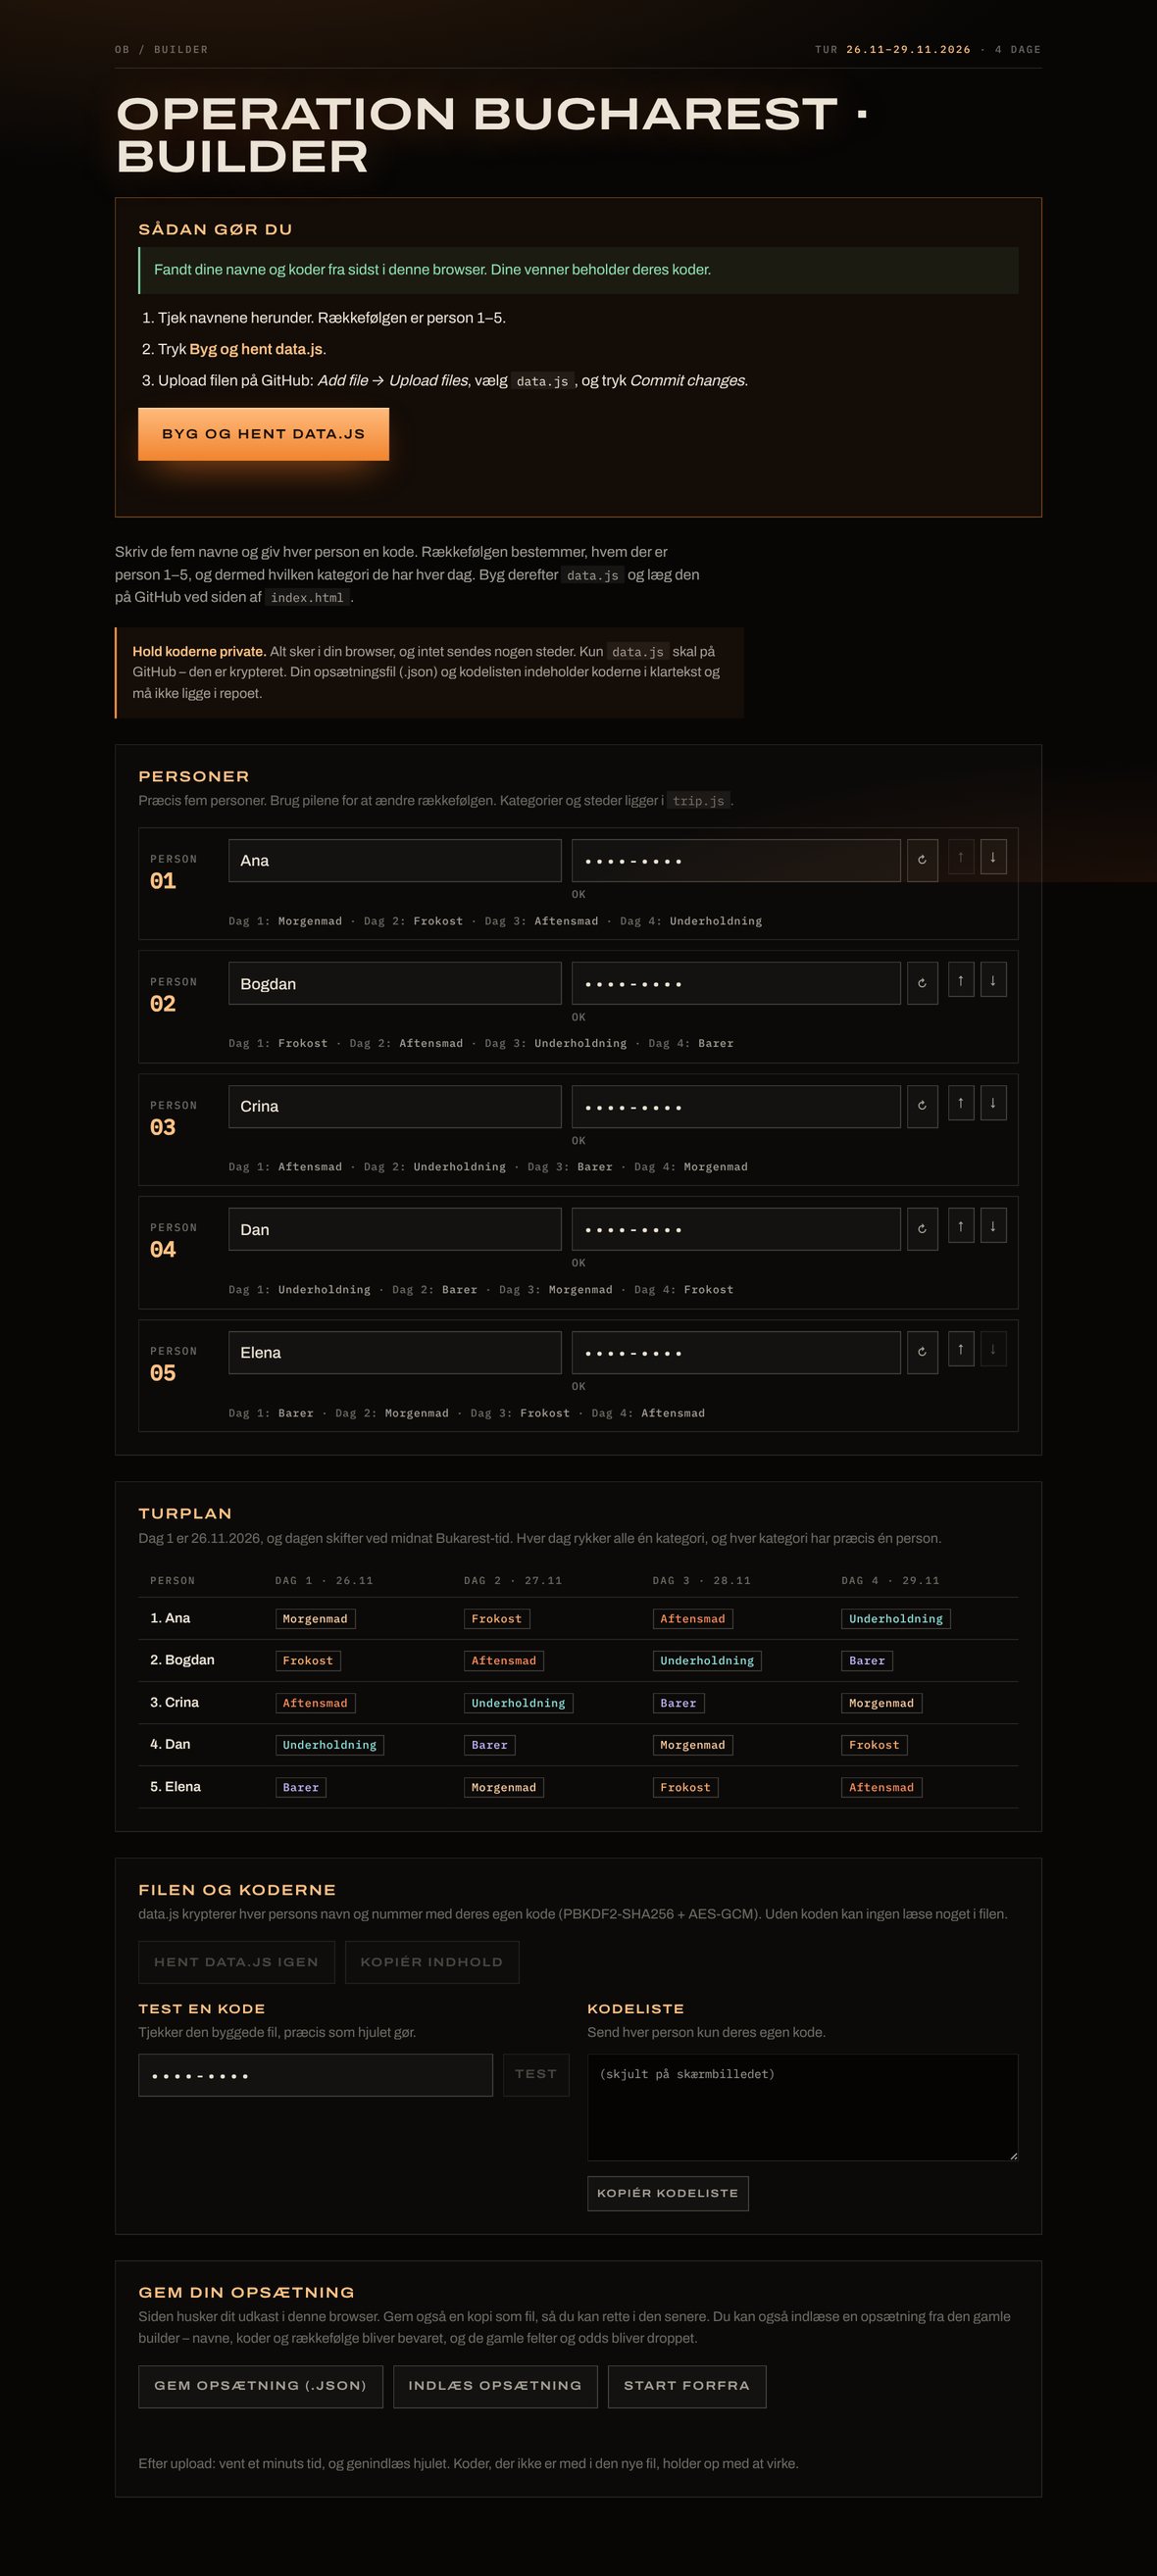 OB / BUILDER
TUR 26.11–29.11.2026 · 4 DAGE
OPERATION BUCHAREST ·
BUILDER
SÅDAN GØR DU
Fandt dine navne og koder fra sidst i denne browser. Dine venner beholder deres koder.
1. Tjek navnene herunder. Rækkefølgen er person 1–5.
2. Tryk Byg og hent data.js.
3. Upload filen på GitHub: Add file → Upload files, vælg data.js, og tryk Commit changes.
BYG OG HENT DATA.JS
Skriv de fem navne og giv hver person en kode. Rækkefølgen bestemmer, hvem der er
person 1–5, og dermed hvilken kategori de har hver dag. Byg derefter data.js og læg den
på GitHub ved siden af index.html.
Hold koderne private. Alt sker i din browser, og intet sendes nogen steder. Kun data.js skal på
GitHub – den er krypteret. Din opsætningsfil (.json) og kodelisten indeholder koderne i klartekst og
må ikke ligge i repoet.
PERSONER
Præcis fem personer. Brug pilene for at ændre rækkefølgen. Kategorier og steder ligger i trip.js.
PERSON
01
Ana
••••-••••
↻ ↑ ↓
OK
Dag 1: Morgenmad · Dag 2: Frokost · Dag 3: Aftensmad · Dag 4: Underholdning
PERSON
02
Bogdan
••••-••••
↻ ↑ ↓
OK
Dag 1: Frokost · Dag 2: Aftensmad · Dag 3: Underholdning · Dag 4: Barer
PERSON
03
Crina
••••-••••
↻ ↑ ↓
OK
Dag 1: Aftensmad · Dag 2: Underholdning · Dag 3: Barer · Dag 4: Morgenmad
PERSON
04
Dan
••••-••••
↻ ↑ ↓
OK
Dag 1: Underholdning · Dag 2: Barer · Dag 3: Morgenmad · Dag 4: Frokost
PERSON
05
Elena
••••-••••
↻ ↑ ↓
OK
Dag 1: Barer · Dag 2: Morgenmad · Dag 3: Frokost · Dag 4: Aftensmad
TURPLAN
Dag 1 er 26.11.2026, og dagen skifter ved midnat Bukarest-tid. Hver dag rykker alle én kategori, og hver kategori har præcis én person.
PERSON DAG 1 · 26.11 DAG 2 · 27.11 DAG 3 · 28.11 DAG 4 · 29.11
1. Ana Morgenmad Frokost Aftensmad Underholdning
2. Bogdan Frokost Aftensmad Underholdning Barer
3. Crina Aftensmad Underholdning Barer Morgenmad
4. Dan Underholdning Barer Morgenmad Frokost
5. Elena Barer Morgenmad Frokost Aftensmad
FILEN OG KODERNE
data.js krypterer hver persons navn og nummer med deres egen kode (PBKDF2-SHA256 + AES-GCM). Uden koden kan ingen læse noget i filen.
HENT DATA.JS IGEN
KOPIÉR INDHOLD
TEST EN KODE
Tjekker den byggede fil, præcis som hjulet gør.
••••-••••
TEST
KODELISTE
Send hver person kun deres egen kode.
(skjult på skærmbilledet)
KOPIÉR KODELISTE
GEM DIN OPSÆTNING
Siden husker dit udkast i denne browser. Gem også en kopi som fil, så du kan rette i den senere. Du kan også indlæse en opsætning fra den gamle
builder – navne, koder og rækkefølge bliver bevaret, og de gamle felter og odds bliver droppet.
GEM OPSÆTNING (.JSON)
INDLÆS OPSÆTNING
START FORFRA
Efter upload: vent et minuts tid, og genindlæs hjulet. Koder, der ikke er med i den nye fil, holder op med at virke.